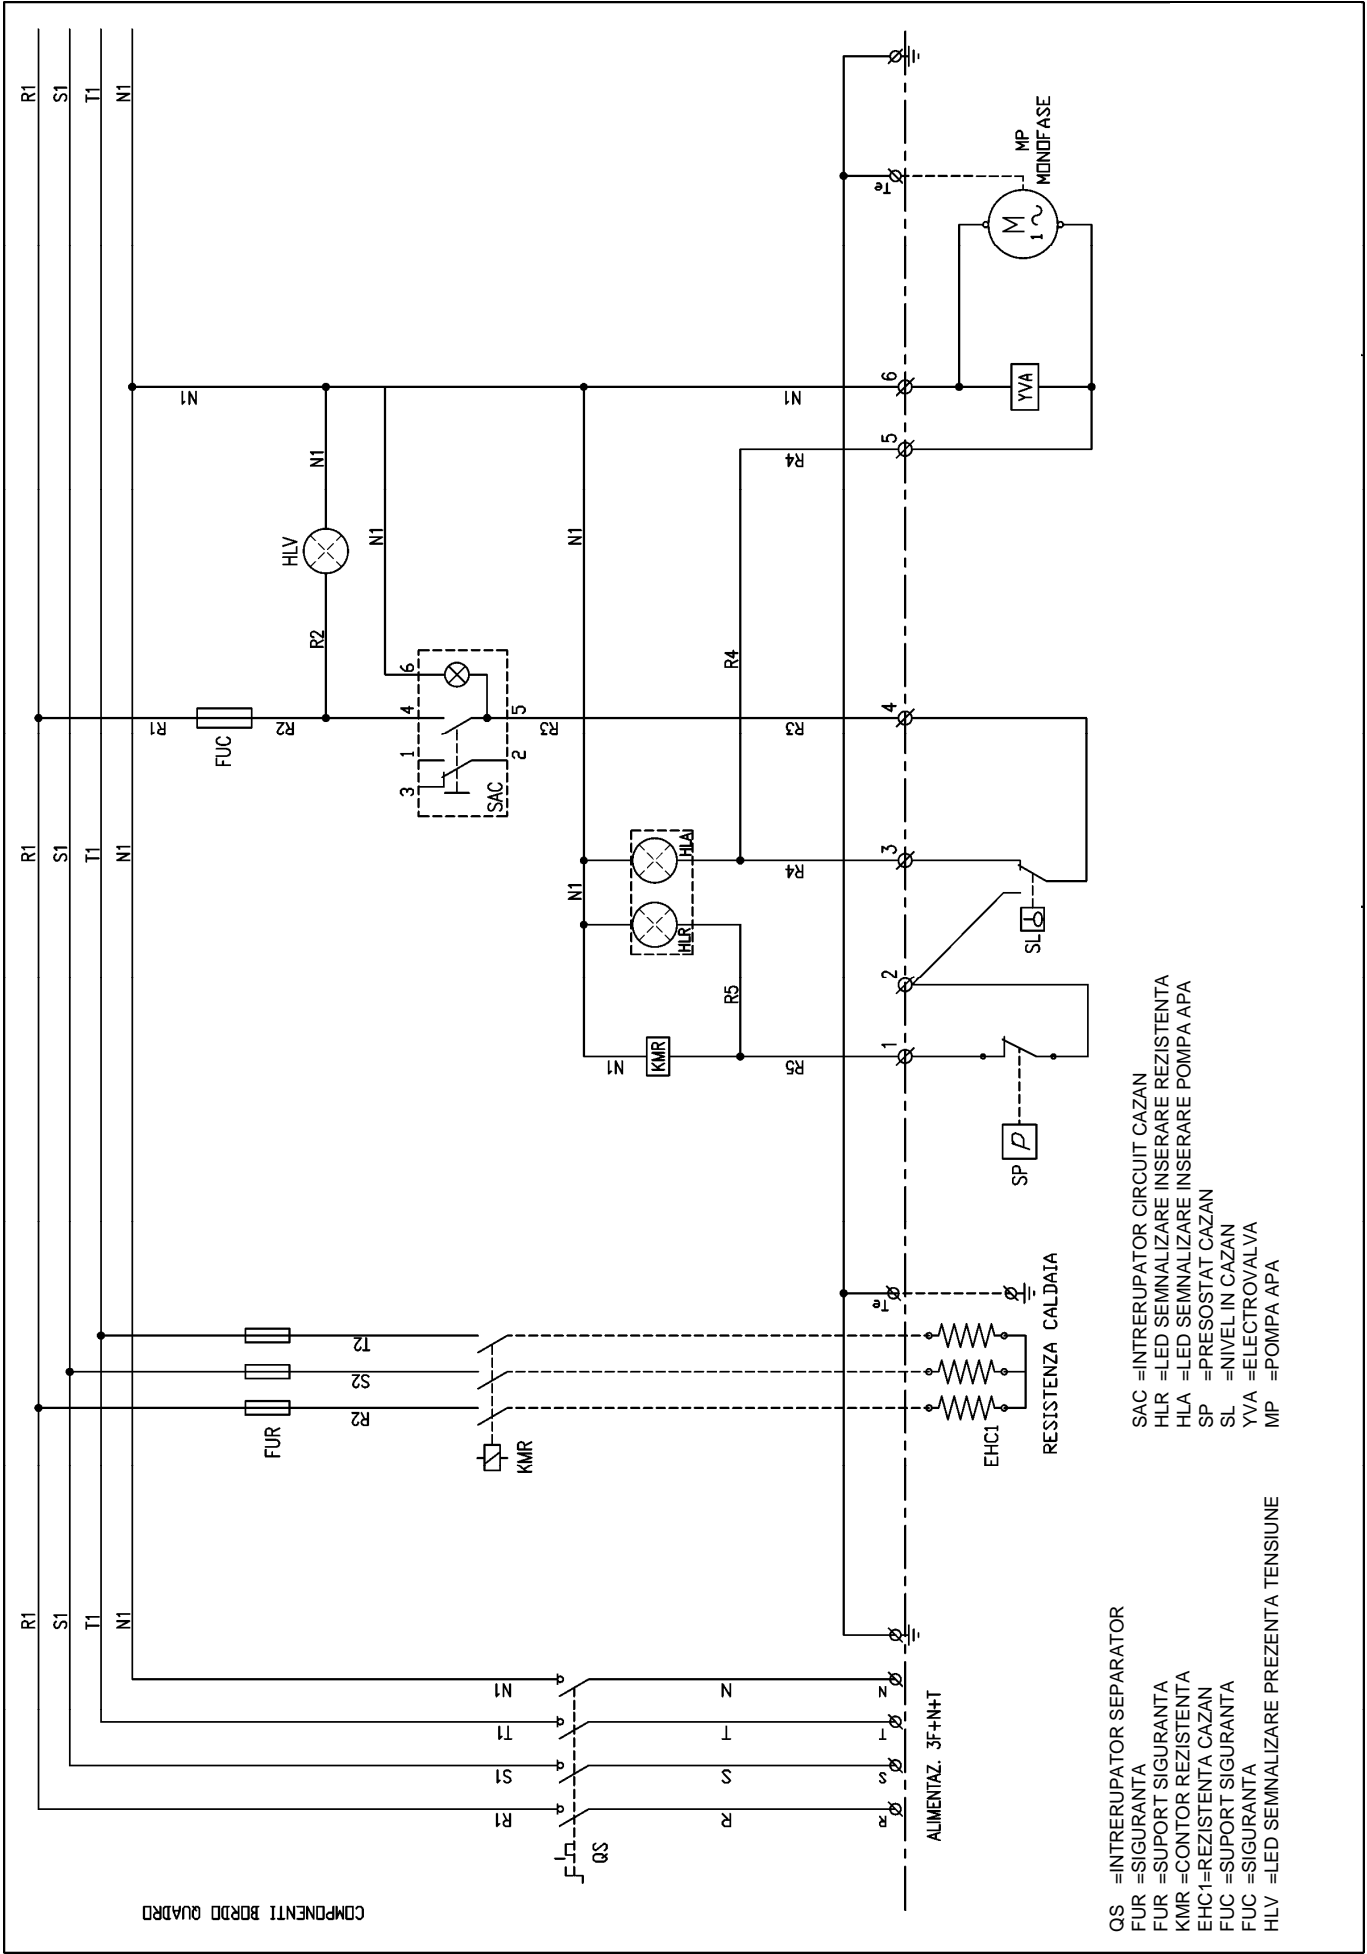 COMPONENTI BORDO QUADRO
R1
S1
T1
N1
R1
S1
T1
N1
R1
S1
T1
N1
R1
S1
T1
N1
QS
R
S
T
N
R
S
T
N
ALIMENTAZ. 3F+N+T
FUR
R2
S2
T2
KMR
EHC1
RESISTENZA CALDAIA
Te
R1
FUC
R2
R2
HLV
N1
N1
N1
3
1
4
6
SAC
2
5
R3
N1
N1
N1
KMR
HLR
HLA
R5
R4
R5
R4
R3
R4
N1
1
2
3
4
5
6
Te
SP
P
SL
YVA
M
1~
MP
MONOFASE
QS =INTRERUPATOR SEPARATOR
FUR =SIGURANTA
FUR =SUPORT SIGURANTA
KMR =CONTOR REZISTENTA
EHC1=REZISTENTA CAZAN
FUC =SUPORT SIGURANTA
FUC =SIGURANTA
HLV =LED SEMNALIZARE PREZENTA TENSIUNE
SAC =INTRERUPATOR CIRCUIT CAZAN
HLR =LED SEMNALIZARE INSERARE REZISTENTA
HLA =LED SEMNALIZARE INSERARE POMPA APA
SP =PRESOSTAT CAZAN
SL =NIVEL IN CAZAN
YVA =ELECTROVALVA
MP =POMPA APA